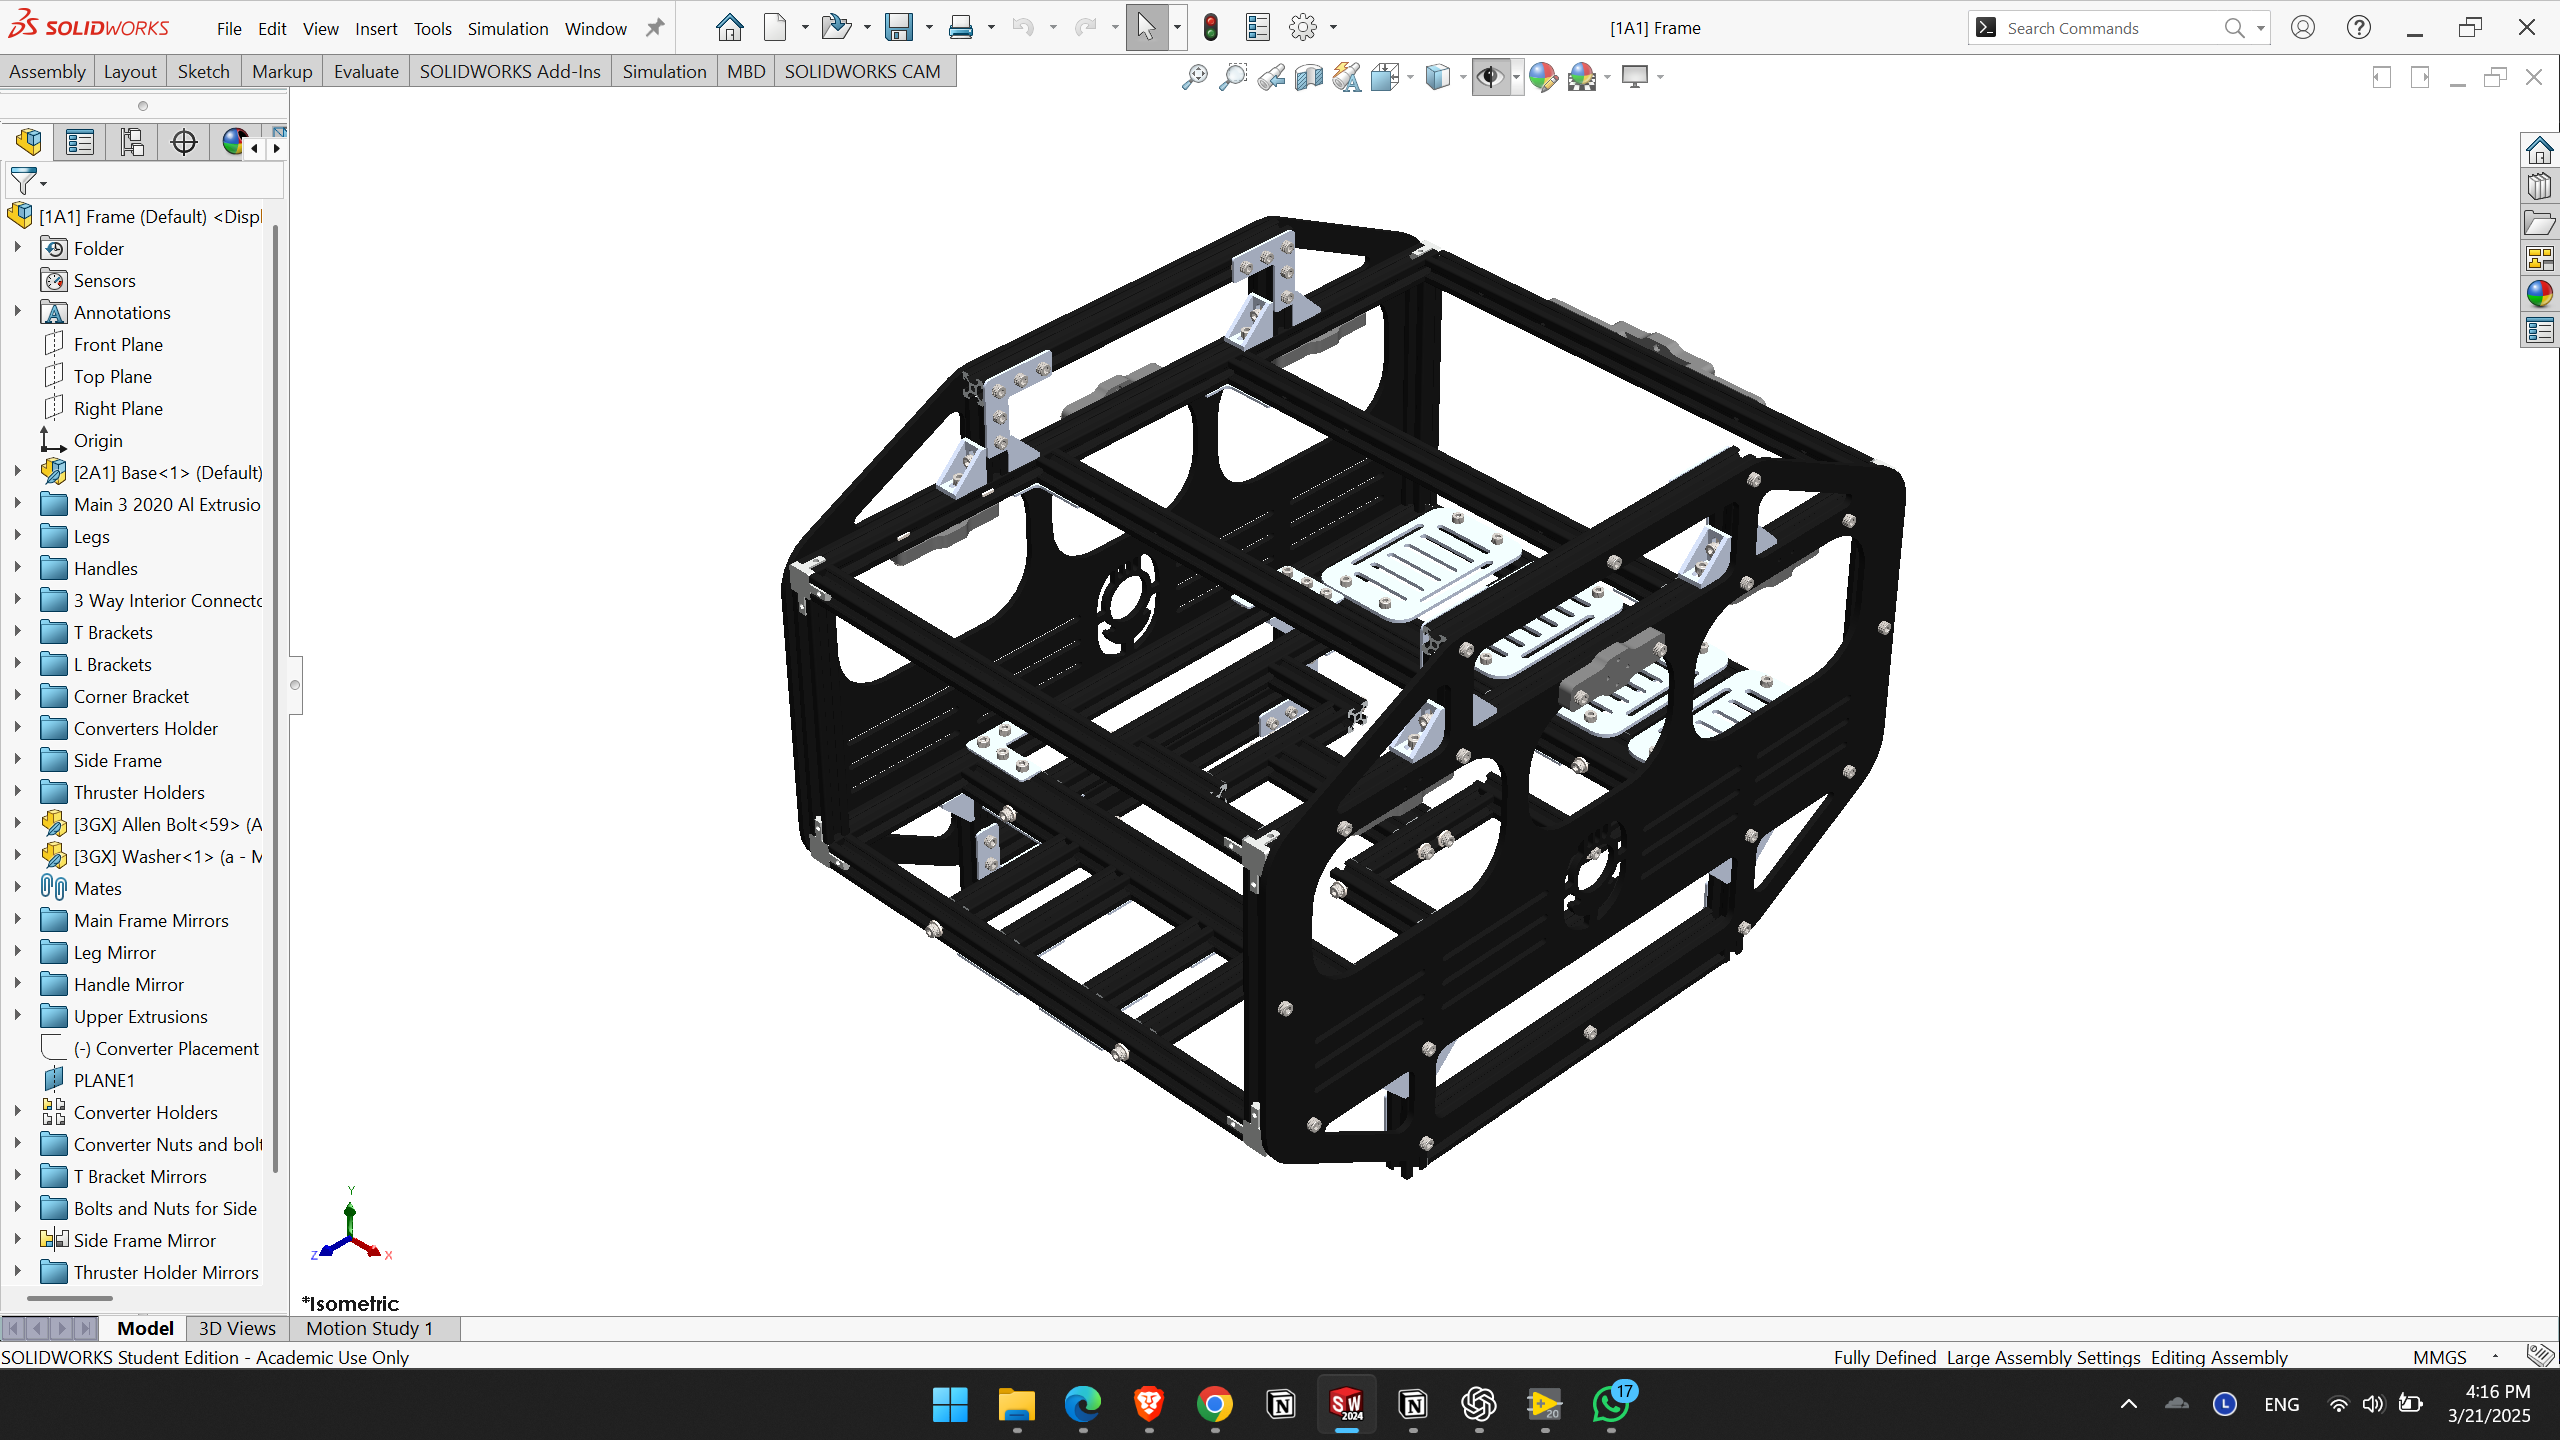 SOLIDWORKS File Edit View Insert Tools Simulation Window [1A1] Frame Search Commands
Assembly Layout Sketch Markup Evaluate SOLIDWORKS Add-Ins Simulation MBD SOLIDWORKS CAM
[1A1] Frame (Default) <Displ
Folder
Sensors
Annotations
Front Plane
Top Plane
Right Plane
Origin
[2A1] Base<1> (Default)
Main 3 2020 Al Extrusio
Legs
Handles
3 Way Interior Connecto
T Brackets
L Brackets
Corner Bracket
Converters Holder
Side Frame
Thruster Holders
[3GX] Allen Bolt<59> (A
[3GX] Washer<1> (a - M
Mates
Main Frame Mirrors
Leg Mirror
Handle Mirror
Upper Extrusions
(-) Converter Placement
PLANE1
Converter Holders
Converter Nuts and bolt
T Bracket Mirrors
Bolts and Nuts for Side
Side Frame Mirror
Thruster Holder Mirrors
Y
Z X
*Isometric
Model 3D Views Motion Study 1
SOLIDWORKS Student Edition - Academic Use Only Fully Defined Large Assembly Settings Editing Assembly MMGS
SW 2024 20 17 L ENG 4:16 PM
3/21/2025